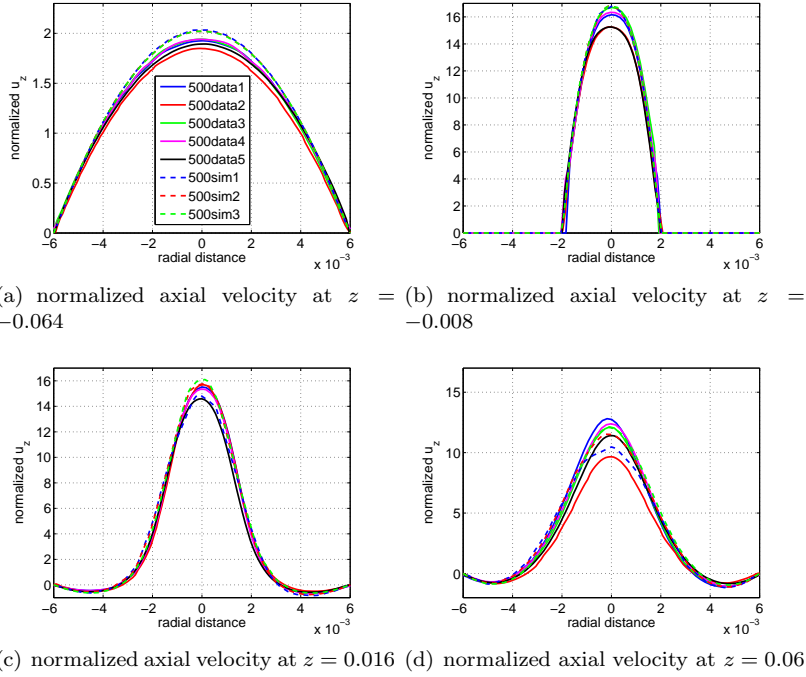 2
1.5
1
0.5
0
normalized u_z
500data1
500data2
500data3
500data4
500data5
500sim1
500sim2
500sim3
−6 −4 −2 0 2 4 6
radial distance
x 10^−3
16
14
12
10
8
6
4
2
0
normalized u_z
−6 −4 −2 0 2 4 6
radial distance
x 10^−3
(a) normalized axial velocity at z =
−0.064
(b) normalized axial velocity at z =
−0.008
16
14
12
10
8
6
4
2
0
normalized u_z
−6 −4 −2 0 2 4 6
radial distance
x 10^−3
15
10
5
0
normalized u_z
−6 −4 −2 0 2 4 6
radial distance
x 10^−3
(c) normalized axial velocity at z = 0.016
(d) normalized axial velocity at z = 0.06